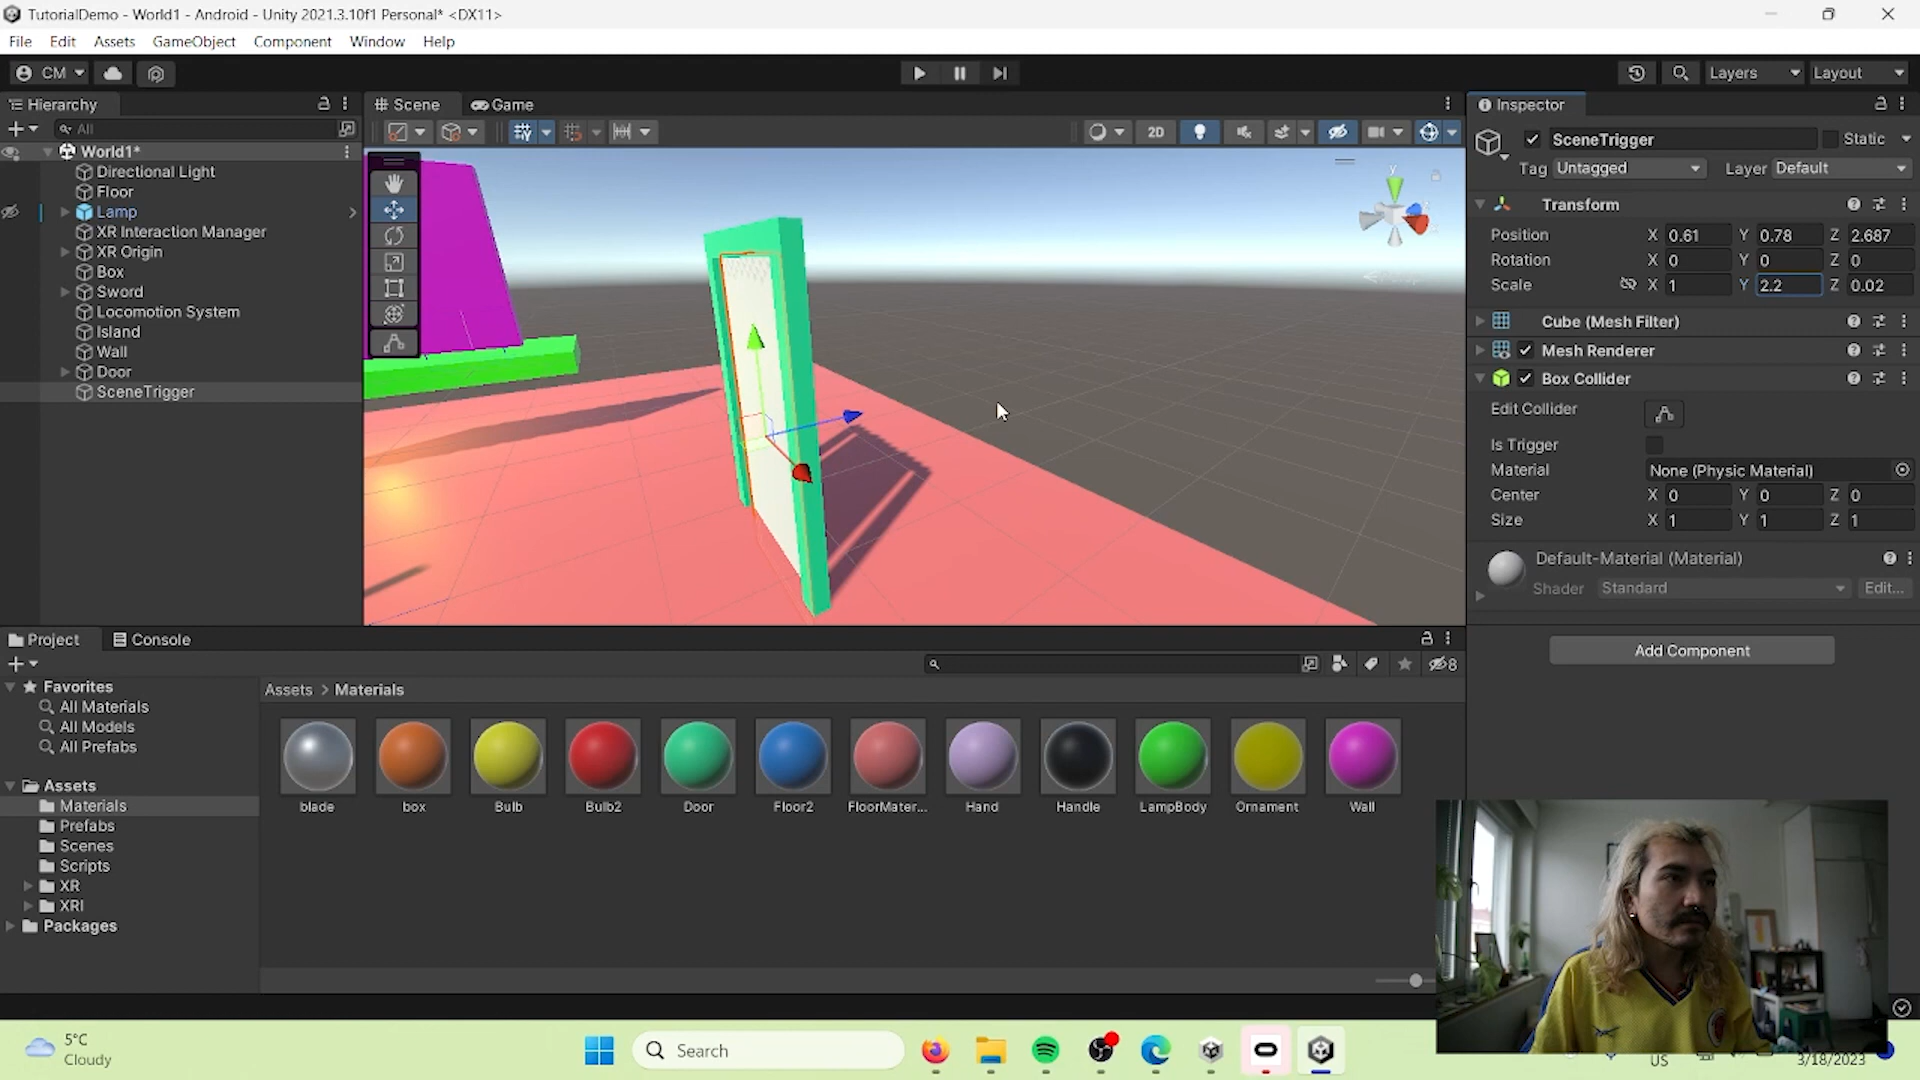 TutorialDemo - World1 - Android - Unity 2021.3.10f1 Personal* <DX11>
File Edit Assets GameObject Component Window Help
CM Layers Layout
Hierarchy
All
World1*
Directional Light
Floor
Lamp
XR Interaction Manager
XR Origin
Box
Sword
Locomotion System
Island
Wall
Door
SceneTrigger
Scene Game
2D
y
Inspector
SceneTrigger Static
Tag Untagged Layer Default
Transform
Position X 0.61 Y 0.78 Z 2.687
Rotation X 0 Y 0 Z 0
Scale X 1 Y 2.2 Z 0.02
Cube (Mesh Filter)
Mesh Renderer
Box Collider
Edit Collider
Is Trigger
Material None (Physic Material)
Center X 0 Y 0 Z 0
Size X 1 Y 1 Z 1
Default-Material (Material)
Shader Standard Edit...
Add Component
Project Console
8
Favorites
All Materials
All Models
All Prefabs
Assets
Materials
Prefabs
Scenes
Scripts
XR
XRI
Packages
Assets > Materials
blade box Bulb Bulb2 Door Floor2 FloorMater... Hand Handle LampBody Ornament Wall
5°C
Cloudy
Search
US
3/18/2023